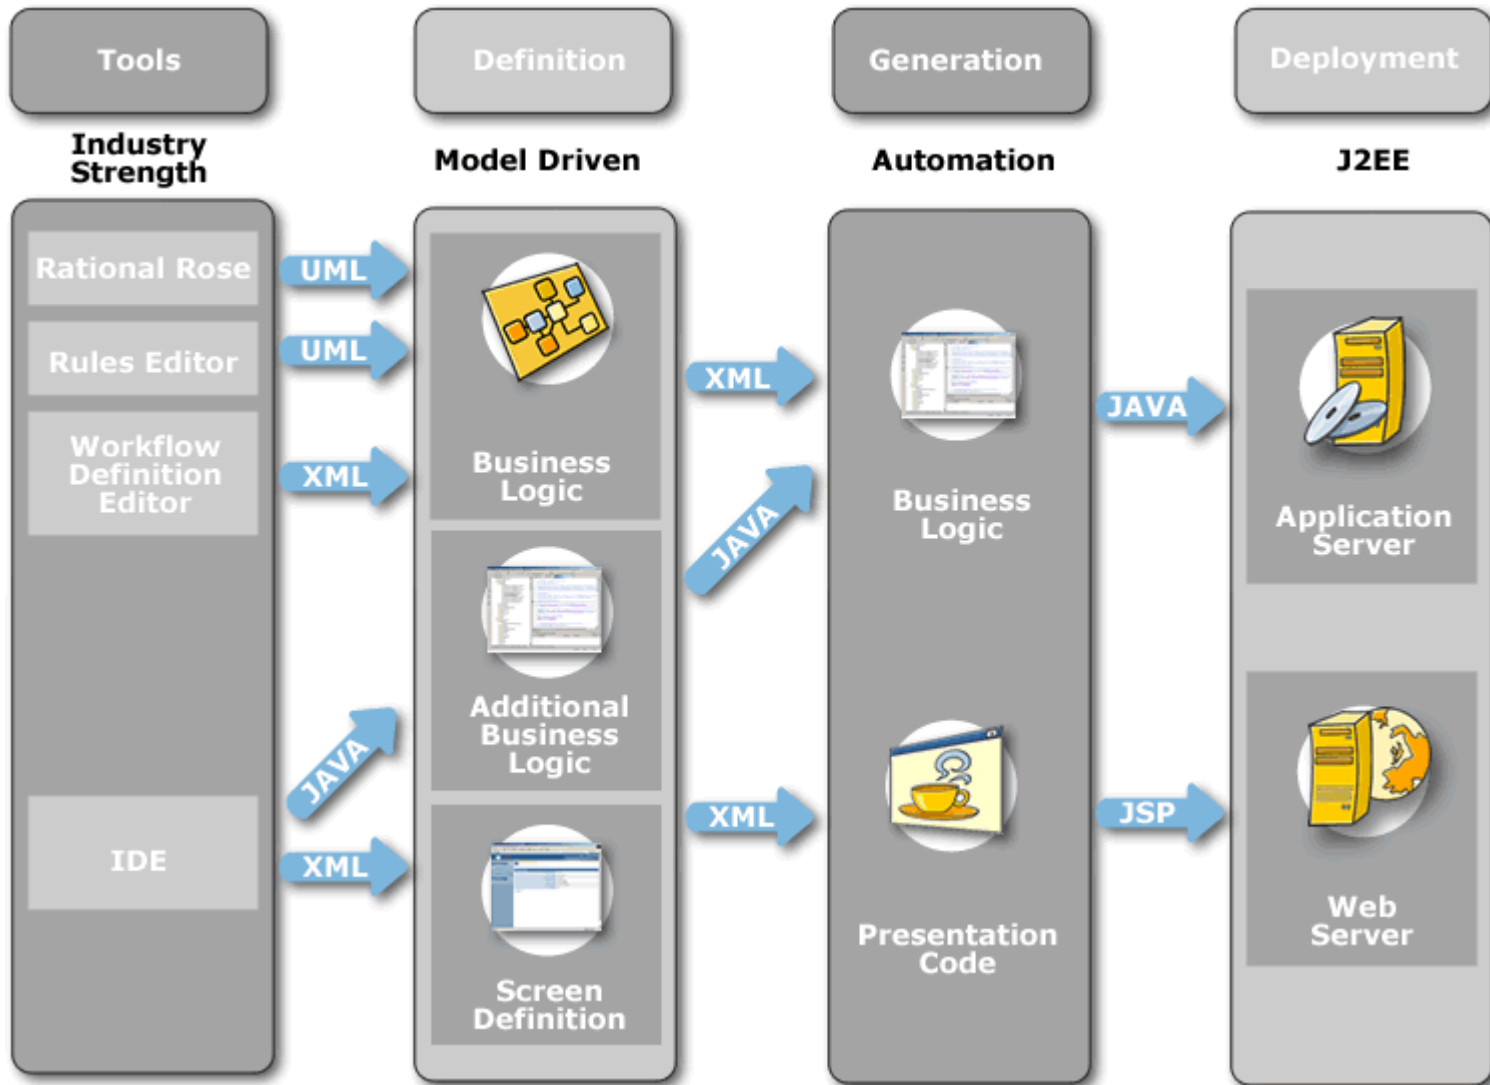 Tools
Definition
Generation
Deployment
Industry
Strength
Model Driven
Automation
J2EE
Rational Rose
UML
Rules Editor
UML
Workflow
Definition
Editor
XML
IDE
JAVA
XML
Business
Logic
Additional
Business
Logic
Screen
Definition
XML
JAVA
XML
Business
Logic
Presentation
Code
JAVA
JSP
Application
Server
Web
Server